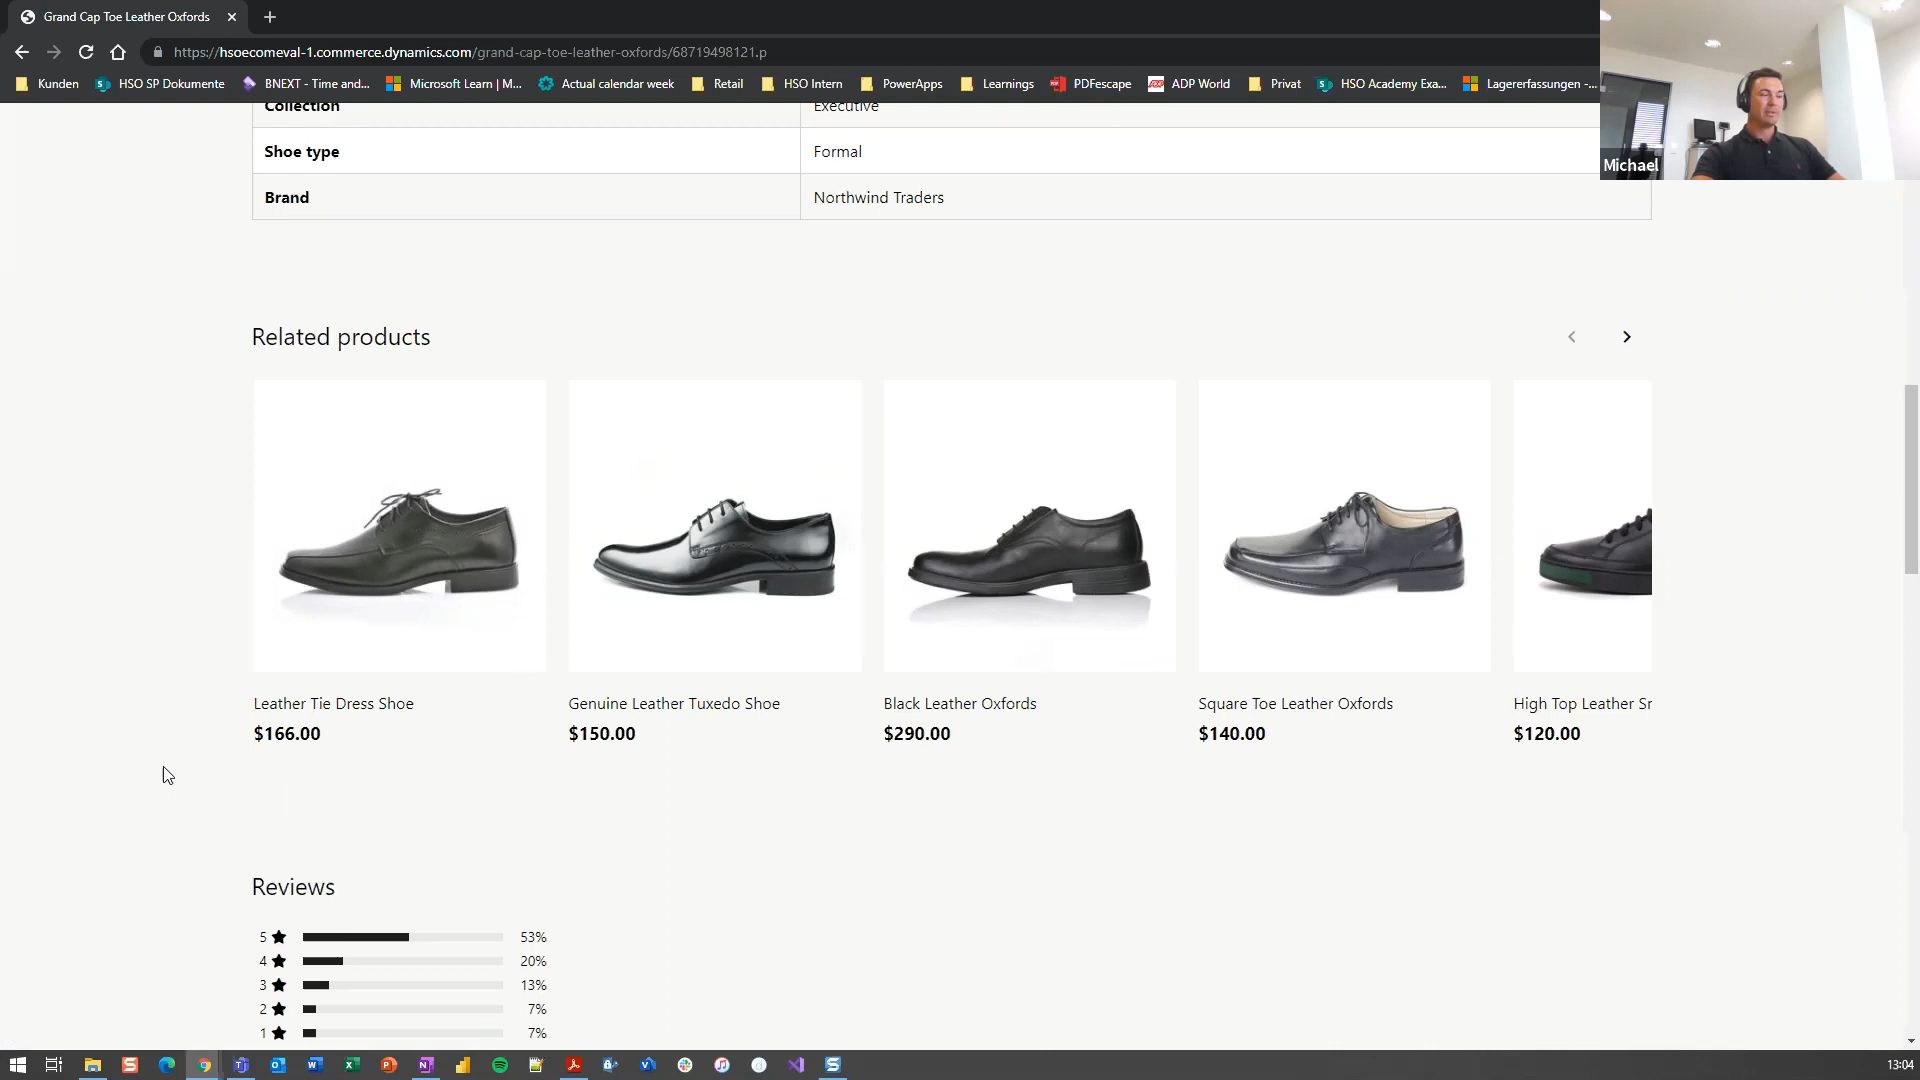 Grand Cap Toe Leather Oxfords
https://hsoecomeval-1.commerce.dynamics.com/grand-cap-toe-leather-oxfords/68719498121.p
Kunden HSO SP Dokumente BNEXT - Time and... Microsoft Learn | M... Actual calendar week Retail HSO Intern PowerApps Learnings PDFescape ADP World Privat HSO Academy Exa... Lagererfassungen -...
Michael
Collection Executive
Shoe type Formal
Brand Northwind Traders
Related products
Leather Tie Dress Shoe
$166.00
Genuine Leather Tuxedo Shoe
$150.00
Black Leather Oxfords
$290.00
Square Toe Leather Oxfords
$140.00
High Top Leather Sr
$120.00
Reviews
5 53%
4 20%
3 13%
2 7%
1 7%
13:04